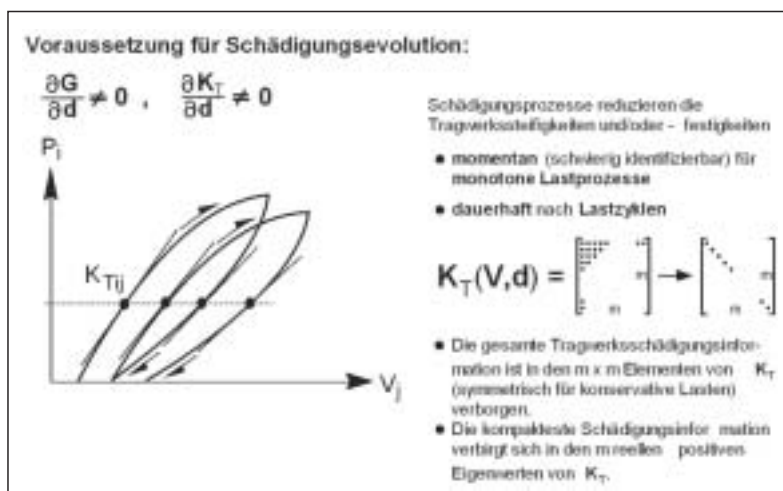 Voraussetzung für Schädigungsevolution:
∂G/∂d ≠ 0 , ∂K_T/∂d ≠ 0
P_i
K_Tij
V_j
Schädigungsprozesse reduzieren die
Tragwerkssteifigkeiten und/oder - festigkeiten
● momentan (schwierig identifizierbar) für
monotone Lastprozesse
● dauerhaft nach Lastzyklen
K_T(V,d) =
m
m
m
m
● Die gesamte Tragwerksschädigungsinfor-
mation ist in den m x m Elementen von K_T
(symmetrisch für konservative Lasten)
verborgen.
● Die kompakteste Schädigungsinfor mation
verbirgt sich in den m reellen positiven
Eigenwerten von K_T.